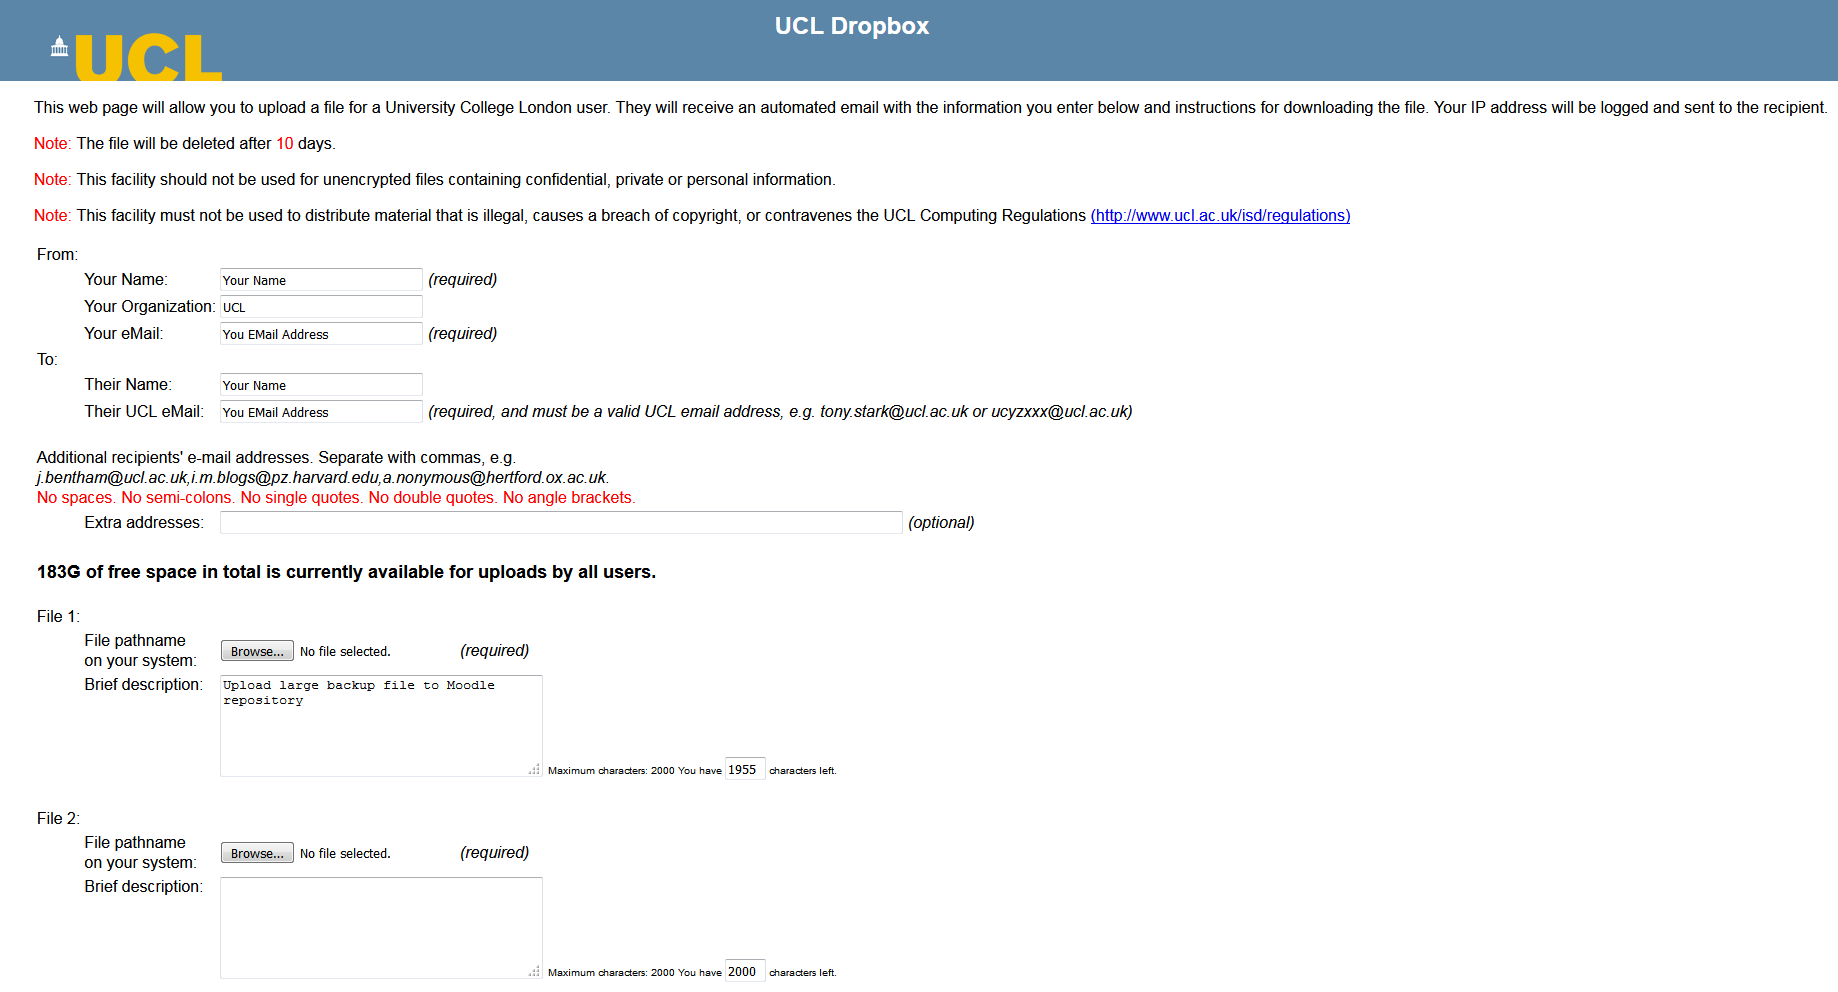 UCL Dropbox
UCL
This web page will allow you to upload a file for a University College London user. They will receive an automated email with the information you enter below and instructions for downloading the file. Your IP address will be logged and sent to the recipient.
Note: The file will be deleted after 10 days.
Note: This facility should not be used for unencrypted files containing confidential, private or personal information.
Note: This facility must not be used to distribute material that is illegal, causes a breach of copyright, or contravenes the UCL Computing Regulations (http://www.ucl.ac.uk/isd/regulations)
From:
Your Name: Your Name (required)
Your Organization: UCL
Your eMail: You EMail Address (required)
To:
Their Name: Your Name
Their UCL eMail: You EMail Address (required, and must be a valid UCL email address, e.g. tony.stark@ucl.ac.uk or ucyzxxx@ucl.ac.uk)
Additional recipients' e-mail addresses. Separate with commas, e.g.
j.bentham@ucl.ac.uk,i.m.blogs@pz.harvard.edu,a.nonymous@hertford.ox.ac.uk.
No spaces. No semi-colons. No single quotes. No double quotes. No angle brackets.
Extra addresses: (optional)
183G of free space in total is currently available for uploads by all users.
File 1:
File pathname
on your system: Browse... No file selected. (required)
Brief description: Upload large backup file to Moodle
repository
Maximum characters: 2000 You have 1955 characters left.
File 2:
File pathname
on your system: Browse... No file selected. (required)
Brief description:
Maximum characters: 2000 You have 2000 characters left.